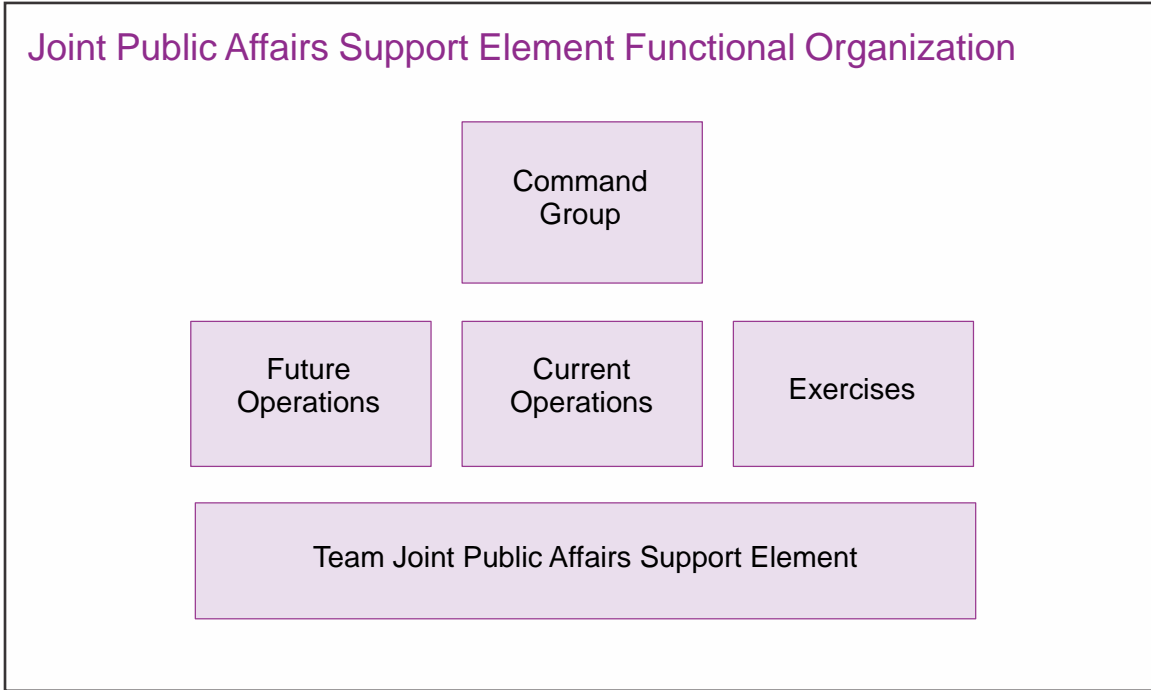 Joint Public Affairs Support Element Functional Organization
Command
Group
Future
Operations
Current
Operations
Exercises
Team Joint Public Affairs Support Element